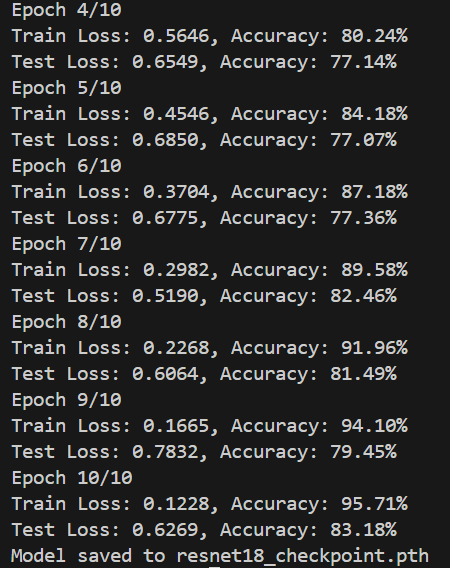 Epoch 4/10
Train Loss: 0.5646, Accuracy: 80.24%
Test Loss: 0.6549, Accuracy: 77.14%
Epoch 5/10
Train Loss: 0.4546, Accuracy: 84.18%
Test Loss: 0.6850, Accuracy: 77.07%
Epoch 6/10
Train Loss: 0.3704, Accuracy: 87.18%
Test Loss: 0.6775, Accuracy: 77.36%
Epoch 7/10
Train Loss: 0.2982, Accuracy: 89.58%
Test Loss: 0.5190, Accuracy: 82.46%
Epoch 8/10
Train Loss: 0.2268, Accuracy: 91.96%
Test Loss: 0.6064, Accuracy: 81.49%
Epoch 9/10
Train Loss: 0.1665, Accuracy: 94.10%
Test Loss: 0.7832, Accuracy: 79.45%
Epoch 10/10
Train Loss: 0.1228, Accuracy: 95.71%
Test Loss: 0.6269, Accuracy: 83.18%
Model saved to resnet18_checkpoint.pth